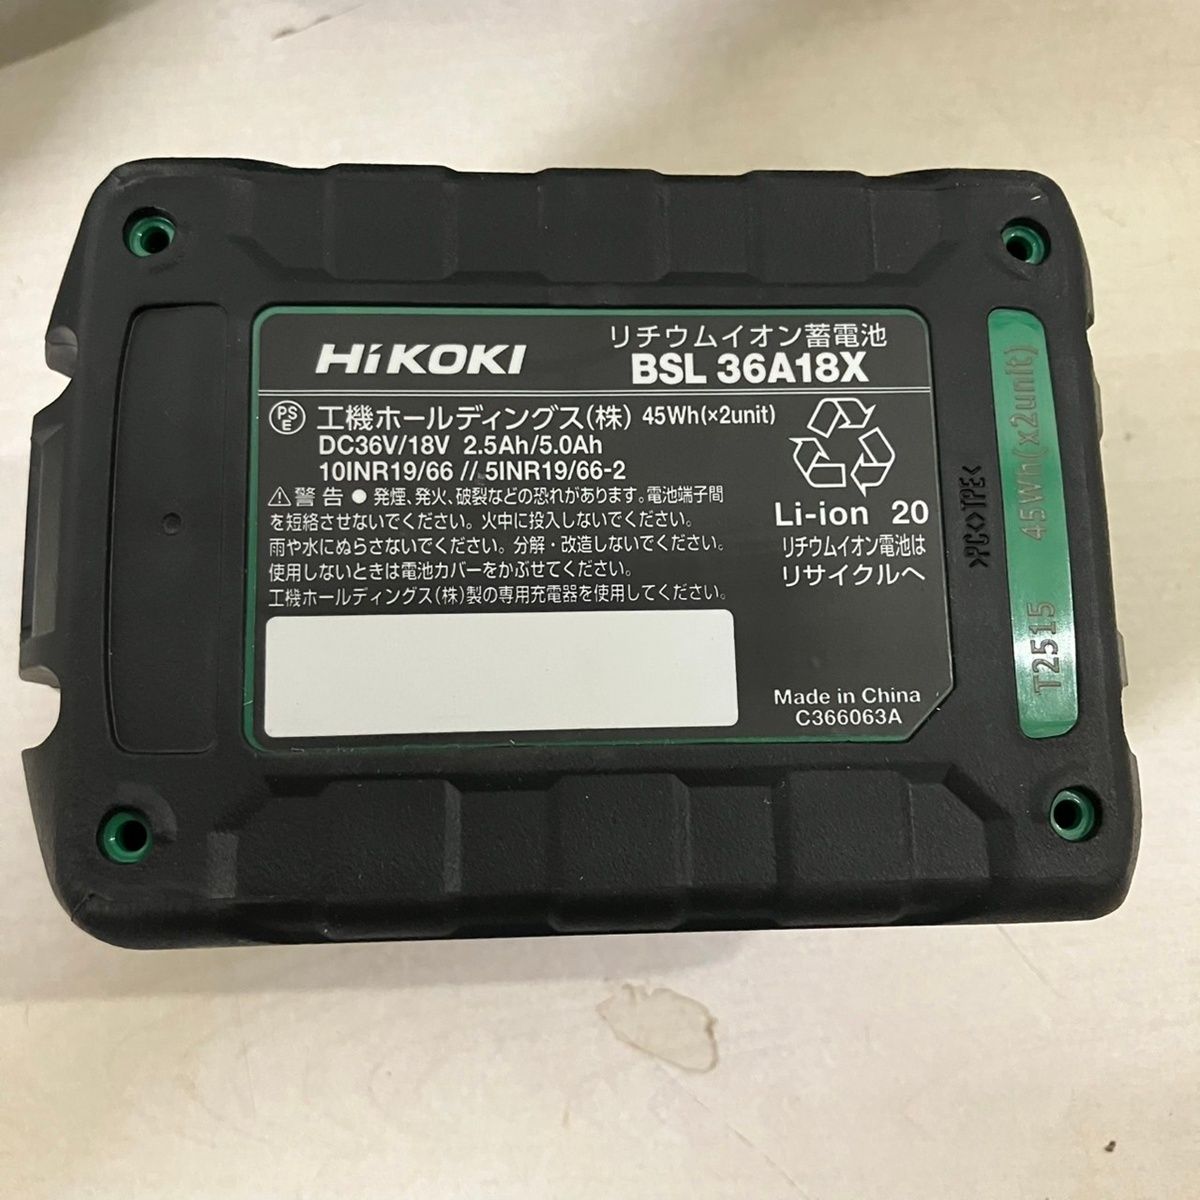 HiKOKI
リチウムイオン蓄電池
BSL 36A18X
PS
E
工機ホールディングス(株) 45Wh(×2unit)
DC36V/18V 2.5Ah/5.0Ah
10INR19/66 // 5INR19/66-2
⚠警告 ● 発煙、発火、破裂などの恐れがあります。電池端子間
を短絡させないでください。火中に投入しないでください。
雨や水にぬらさないでください。分解・改造しないでください。
使用しないときは電池カバーをかぶせてください。
工機ホールディングス(株)製の専用充電器を使用してください。
Li-ion 20
リチウムイオン電池は
リサイクルへ
Made in China
C366063A
>PC<>TPE<
T2515 45Wh(x2unit)